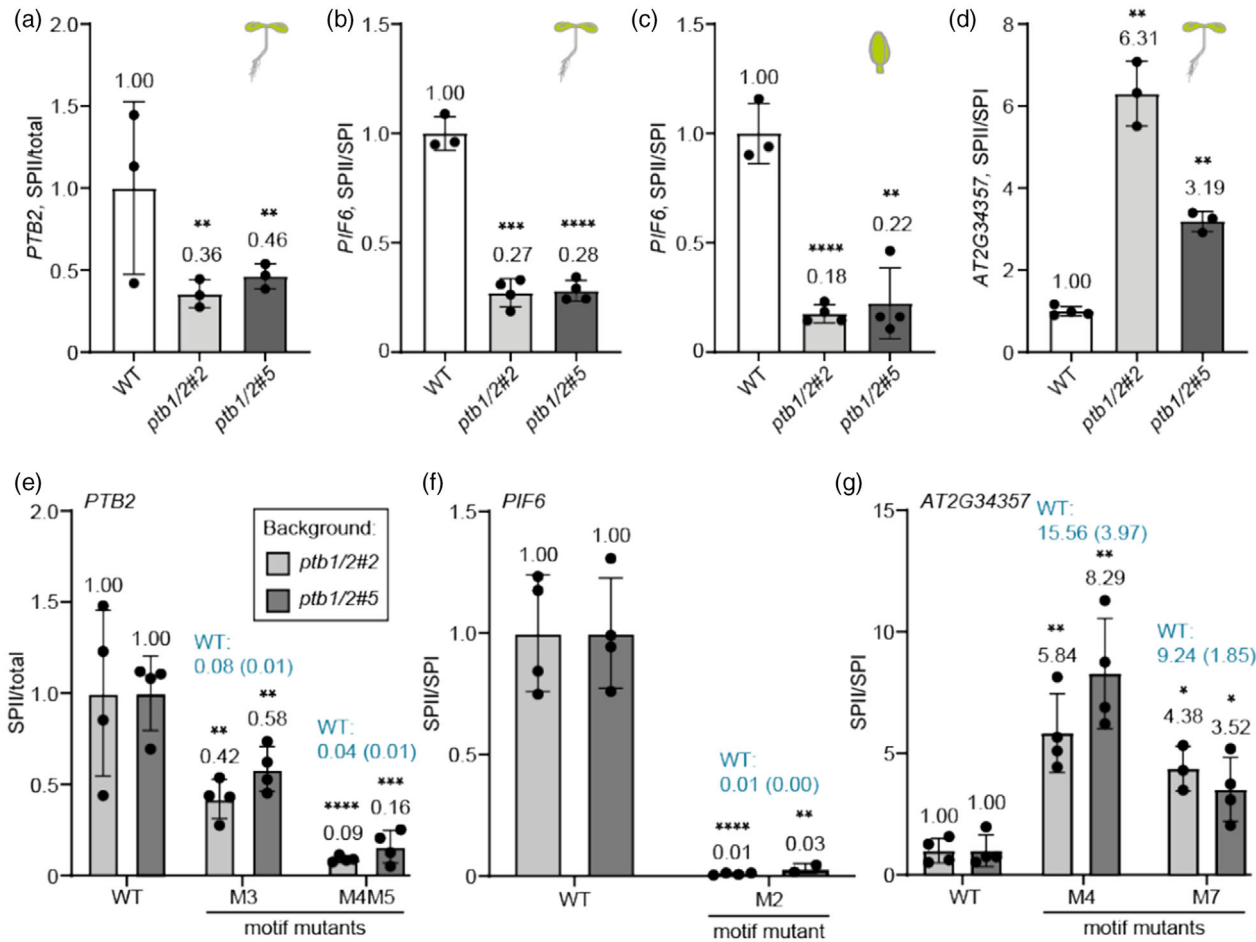 (a)
PTB2, SPII/total
2.0
1.5
1.0
0.5
0
1.00
**
0.36
**
0.46
WT
ptb1/2#2
ptb1/2#5
(b)
PIF6, SPII/SPI
1.5
1.0
0.5
0
1.00
***
0.27
****
0.28
WT
ptb1/2#2
ptb1/2#5
(c)
PIF6, SPII/SPI
1.5
1.0
0.5
0
1.00
****
0.18
**
0.22
WT
ptb1/2#2
ptb1/2#5
(d)
AT2G34357, SPII/SPI
8
6
4
2
0
1.00
**
6.31
**
3.19
WT
ptb1/2#2
ptb1/2#5
(e)
PTB2
SPII/total
2.0
1.5
1.0
0.5
0
Background:
ptb1/2#2
ptb1/2#5
1.00
1.00
WT:
0.08 (0.01)
**
0.42
**
0.58
WT:
0.04 (0.01)
****
0.09
***
0.16
WT
M3
M4M5
motif mutants
(f)
PIF6
SPII/SPI
1.5
1.0
0.5
0
1.00
1.00
WT:
0.01 (0.00)
****
0.01
**
0.03
WT
M2
motif mutant
(g)
AT2G34357
SPII/SPI
15
10
5
0
1.00
1.00
WT:
15.56 (3.97)
**
5.84
**
8.29
WT:
9.24 (1.85)
*
4.38
*
3.52
WT
M4
M7
motif mutants